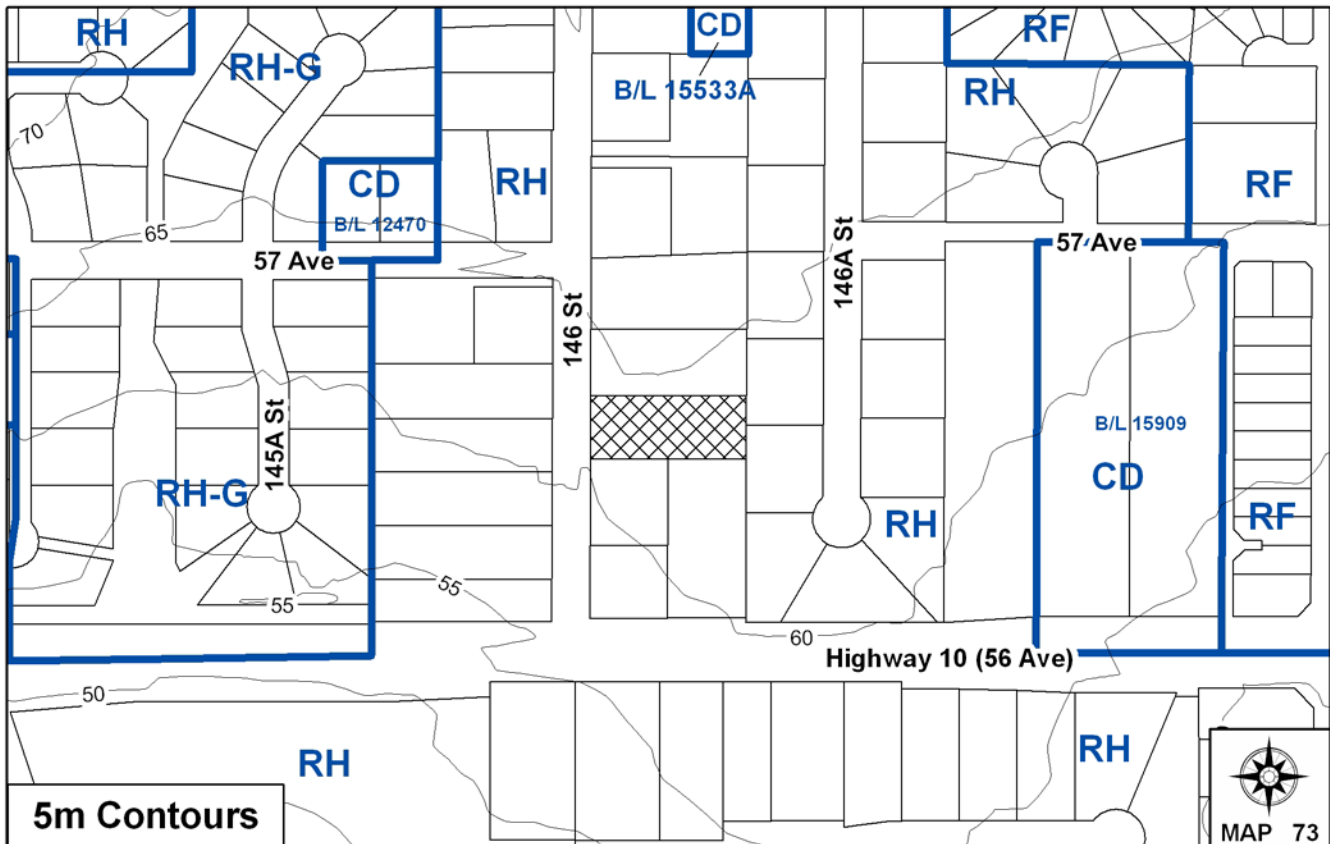 RH
RH-G
CD
RF
B/L 15533A
RH
70
CD
RH
RF
B/L 12470
65
57 Ave
146A St
57 Ave
146 St
145A St
B/L 15909
CD
RH-G
RH
RF
55
55
60
Highway 10 (56 Ave)
50
RH
RH
5m Contours
MAP 73